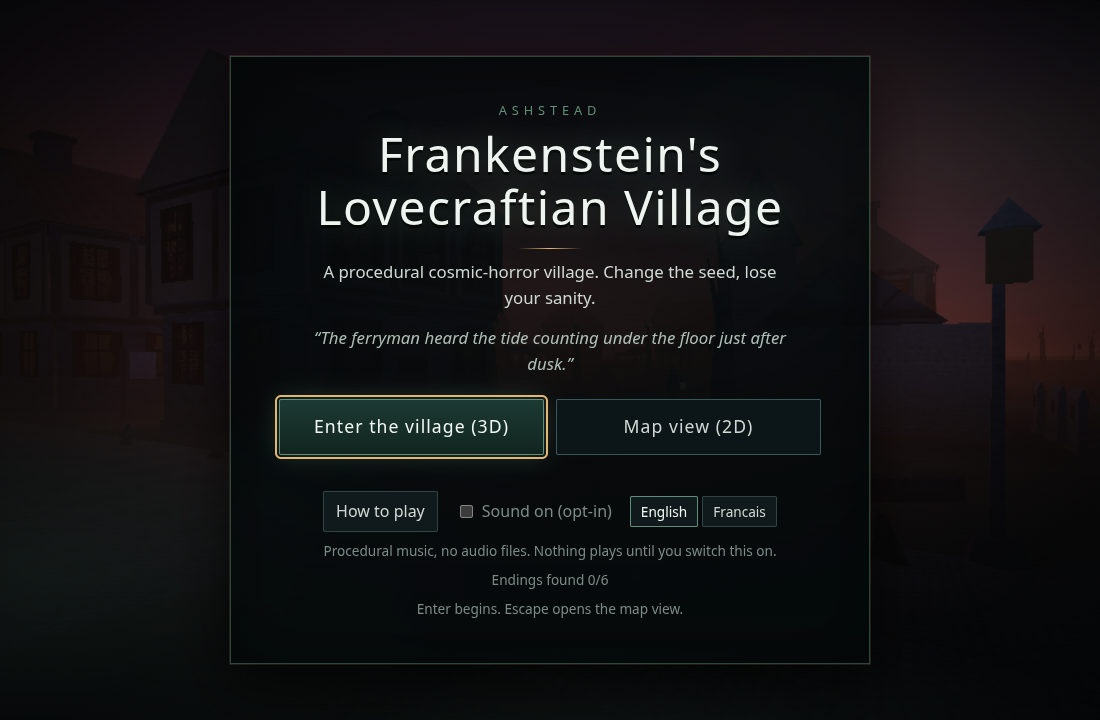 ASHSTEAD
Frankenstein's
Lovecraftian Village
A procedural cosmic-horror village. Change the seed, lose
your sanity.
“The ferryman heard the tide counting under the floor just after
dusk.”
Enter the village (3D)
Map view (2D)
How to play
Sound on (opt-in)
English
Francais
Procedural music, no audio files. Nothing plays until you switch this on.
Endings found 0/6
Enter begins. Escape opens the map view.